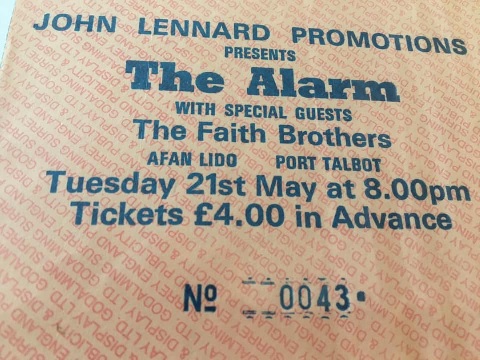 JOHN LENNARD PROMOTIONS
PRESENTS
The Alarm
WITH SPECIAL GUESTS
The Faith Brothers
AFAN LIDO PORT TALBOT
Tuesday 21st May at 8.00pm
Tickets £4.00 in Advance
Nº 0043